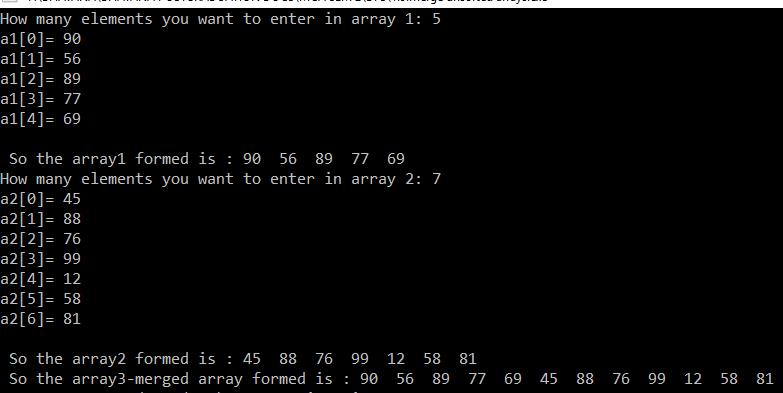 How many elements you want to enter in array 1: 5
a1[0]= 90
a1[1]= 56
a1[2]= 89
a1[3]= 77
a1[4]= 69
So the array1 formed is : 90 56 89 77 69
How many elements you want to enter in array 2: 7
a2[0]= 45
a2[1]= 88
a2[2]= 76
a2[3]= 99
a2[4]= 12
a2[5]= 58
a2[6]= 81
So the array2 formed is : 45 88 76 99 12 58 81
So the array3-merged array formed is : 90 56 89 77 69 45 88 76 99 12 58 81